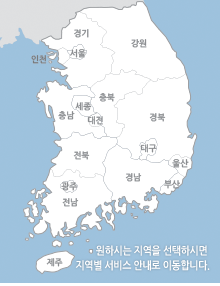 경기
강원
서울
인천
충북
세종
충남
대전
경북
대구
전북
울산
경남
부산
광주
전남
• 원하시는 지역을 선택하시면
지역별 서비스 안내로 이동합니다.
제주